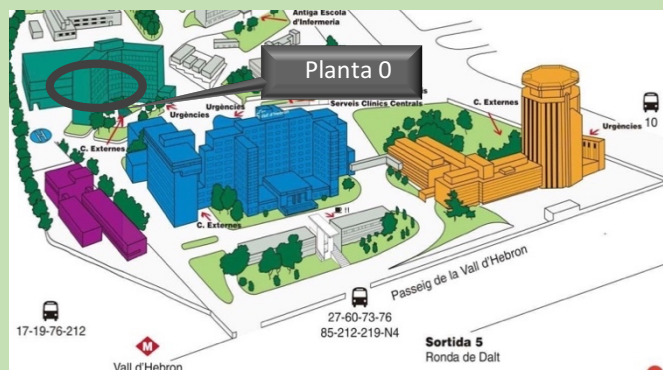 Antiga Escola
d'Infermeria
Planta 0
Urgències
Urgències
Serveis Clínics Centrals
C. Externes
Urgències
10
C. Externes
C. Externes
!!
Passeig de la Vall d'Hebron
17-19-76-212
27-60-73-76
85-212-219-N4
Sortida 5
Ronda de Dalt
M
Vall d'Hebron